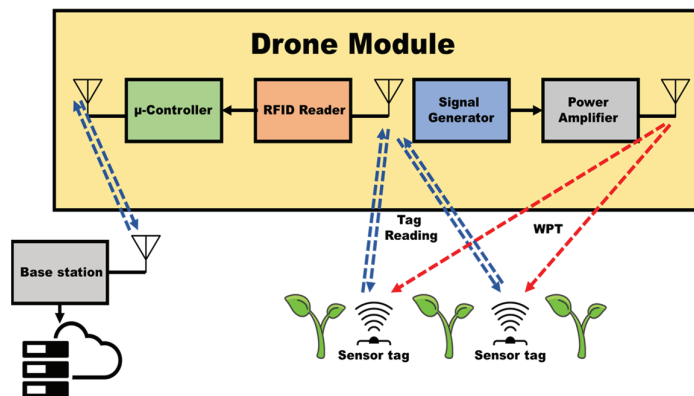 Drone Module
µ-Controller
RFID Reader
Signal
Generator
Power
Amplifier
Tag
Reading
WPT
Base station
Sensor tag
Sensor tag